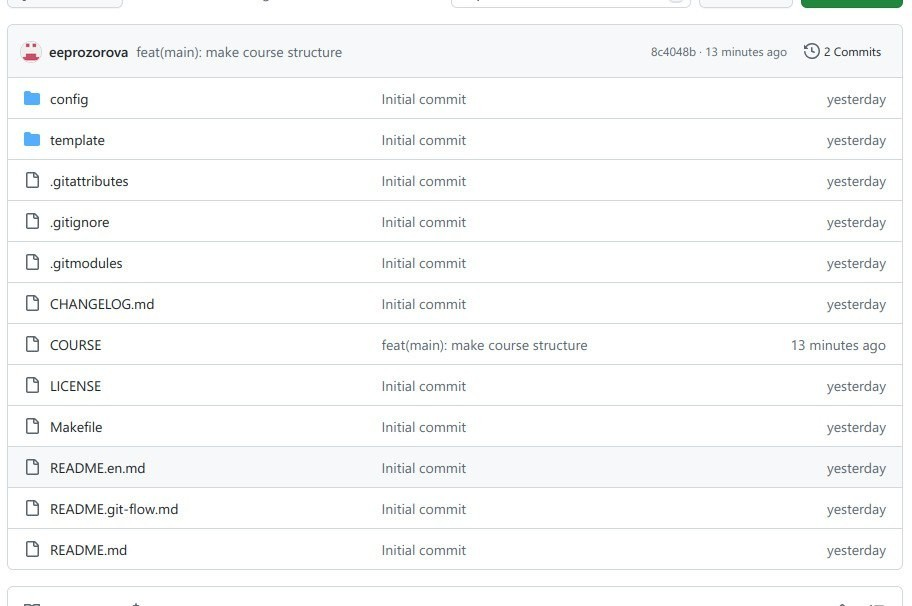 eeprozorova feat(main): make course structure 8c4048b · 13 minutes ago 2 Commits
config Initial commit yesterday
template Initial commit yesterday
.gitattributes Initial commit yesterday
.gitignore Initial commit yesterday
.gitmodules Initial commit yesterday
CHANGELOG.md Initial commit yesterday
COURSE feat(main): make course structure 13 minutes ago
LICENSE Initial commit yesterday
Makefile Initial commit yesterday
README.en.md Initial commit yesterday
README.git-flow.md Initial commit yesterday
README.md Initial commit yesterday